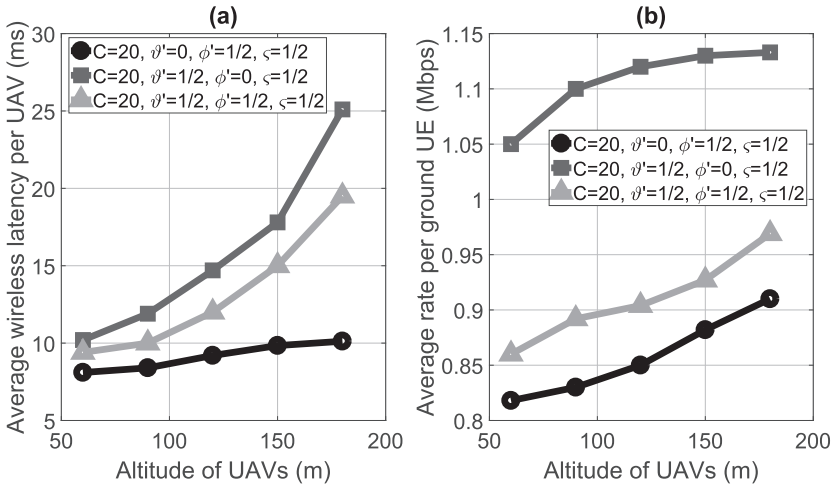 (a)
Average wireless latency per UAV (ms)
30
25
20
15
10
5
C=20, ϑ'=0, ϕ'=1/2, ς=1/2
C=20, ϑ'=1/2, ϕ'=0, ς=1/2
C=20, ϑ'=1/2, ϕ'=1/2, ς=1/2
50 100 150 200
Altitude of UAVs (m)
(b)
Average rate per ground UE (Mbps)
1.15
1.1
1.05
1
0.95
0.9
0.85
0.8
C=20, ϑ'=0, ϕ'=1/2, ς=1/2
C=20, ϑ'=1/2, ϕ'=0, ς=1/2
C=20, ϑ'=1/2, ϕ'=1/2, ς=1/2
50 100 150 200
Altitude of UAVs (m)